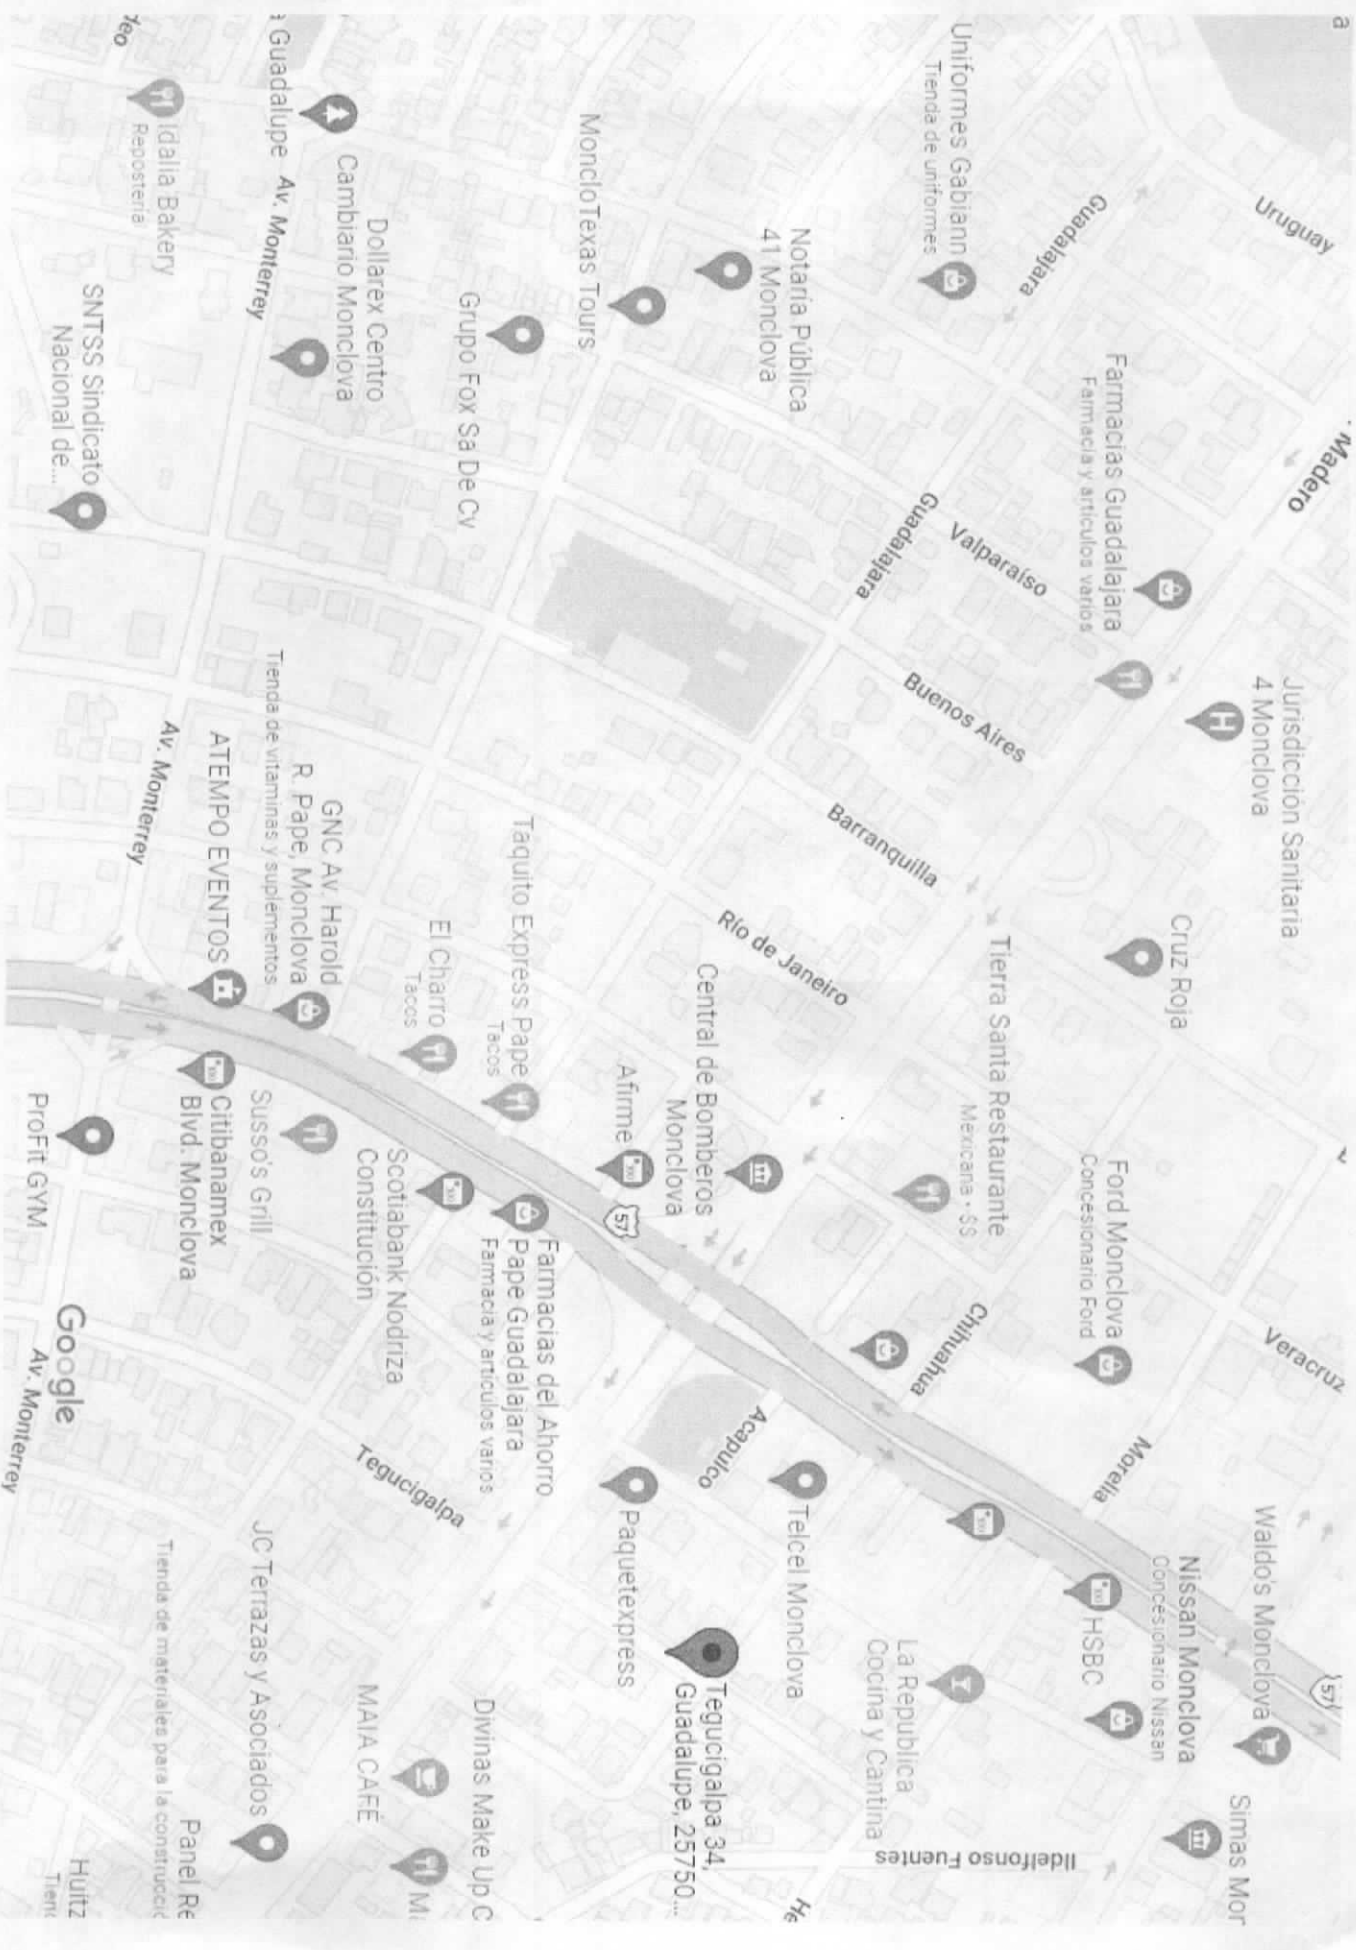 a
Uruguay
Madero
Guadalajara
Uniformes Gabiann
Tienda de uniformes
Farmacias Guadalajara
Farmacia y artículos varios
Jurisdicción Sanitaria
4 Monclova
Cruz Roja
Veracruz
Ford Monclova
Concesionario Ford
Tierra Santa Restaurante
Mexicana • $$
Morelia
Chihuahua
Waldo's Monclova
57
Nissan Monclova
Concesionario Nissan
HSBC
Simas Mor
Ildelfonso Fuentes
La Republica
Cocina y Cantina
Notaría Pública
41 Monclova
Guadalajara
Valparaíso
Buenos Aires
Barranquilla
Río de Janeiro
Central de Bomberos
Monclova
Afirme
57
Acapulco
Telcel Monclova
Tegucigalpa 34,
Guadalupe, 25750...
He
Paquetexpress
MoncloTexas Tours
Grupo Fox Sa De Cv
Taquito Express Pape
Tacos
El Charro
Tacos
Farmacias del Ahorro
Pape Guadalajara
Farmacia y artículos varios
Divinas Make Up C
Dollarex Centro
Cambiario Monclova
GNC Av Harold
R. Pape, Monclova
Tienda de vitaminas y suplementos
Scotiabank Nodriza
Constitución
Tegucigalpa
MAIA CAFÉ
Guadalupe
Av. Monterrey
ATEMPO EVENTOS
Susso's Grill
Citibanamex
Blvd. Monclova
JC Terrazas y Asociados
Idalia Bakery
Repostería
Av. Monterrey
Panel Re
Tienda de materiales para la construcció
SNTSS Sindicato
Nacional de...
ProFit GYM
Google
Av. Monterrey
Huitz
Tiend